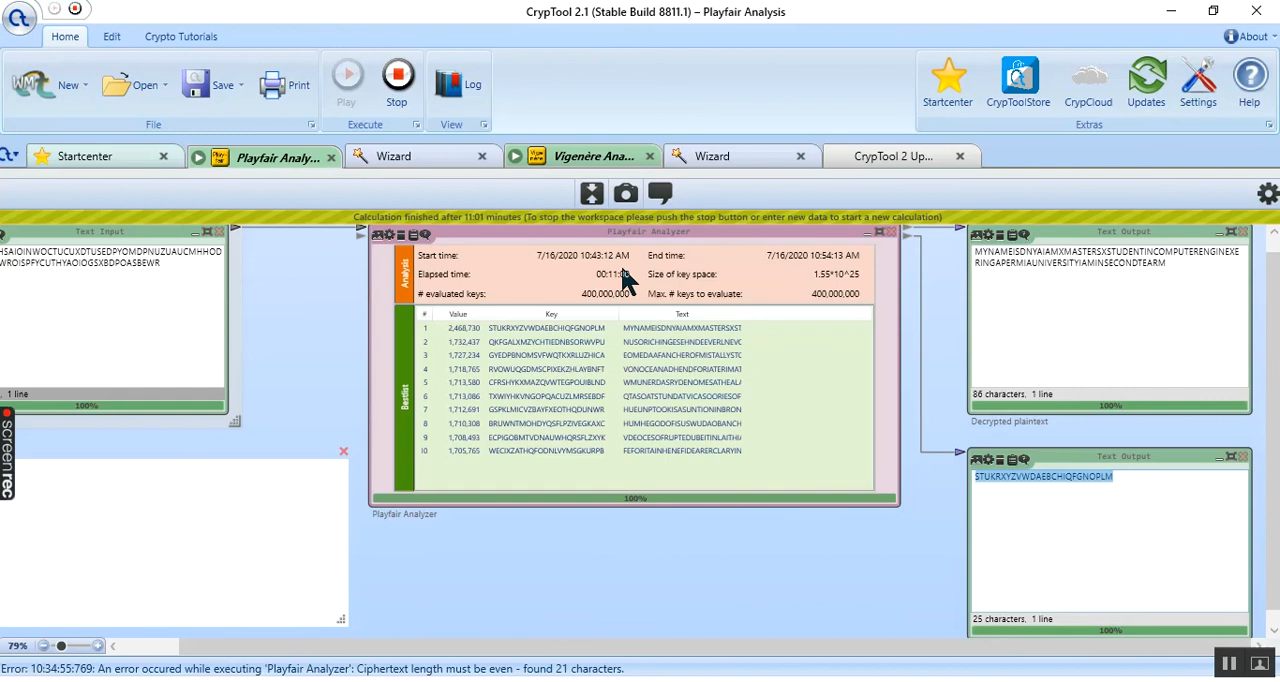 CrypTool 2.1 (Stable Build 8811.1) – Playfair Analysis
Home Edit Crypto Tutorials About
New Open Save Print Play Stop Log Startcenter CrypToolStore CrypCloud Updates Settings Help
File Execute View Extras
Startcenter Playfair Analy... Wizard Vigenère Ana... Wizard CrypTool 2 Up...
Calculation finished after 11:01 minutes (To stop the workspace please push the stop button or enter new data to start a new calculation)
Text Input
HSAIOINWOCTUCUXDTUSEDPYOMDPNUZUAUCMHHOD
WROISPFYCUTHYAOIOGSXBDPOASBEWR
, 1 line
100%
Playfair Analyzer
Analysis
Start time: 7/16/2020 10:43:12 AM End time: 7/16/2020 10:54:13 AM
Elapsed time: 00:11:00 Size of key space: 1.55*10^25
# evaluated keys: 400,000,000 Max. # keys to evaluate: 400,000,000
Bestlist
# Value Key Text
1 2,468,730 STUKRXYZVWDAEBCHIQFGNOPLM MYNAMEISDNYAIAMXMASTERSXST
2 1,732,437 QKFGALXMZYCHTIEDNBSORWVPU NUSORICHINGESEHNDEEVERLNEVC
3 1,727,234 GYEDPBNOMSVFWQTKXRLUZHICA EOMEDAAFANCHEROFMISTALLYSTC
4 1,718,765 RVOWUQGDMSCPIXEKZHLAYBNFT VONOCEANADHENDFORIATERIMAT
5 1,713,580 CFRSHYKXMAZQVWTEGPOUIBLND WMUNERDASRYDENOMESATHEALA
6 1,713,086 TXWIYHKVNGOPQACUZLMRSEBDF QTASOATSTUNDATVICASOORIESOF
7 1,712,691 GSPKLMICVZBAYFXEOTHQDUNWR HUEUNPTOOKISASUNTIONINBRON
8 1,710,308 BRUWNTMOHDYQSFLPZIVEGKAXC HUMHEGODOFISUSWUDAOBANCH
9 1,708,493 ECPIGOBMTVDNAUWHQRSFLZXYK VDEOCESOFRUPTEDUBEITINLAITHI
10 1,705,765 WECIXZATHQFODNLVYMSGKURPB FEFORITAINHENEFIDEARERCLARYIN
100%
Playfair Analyzer
Text Output
MYNAMEISDNYAIAMXMASTERSXSTUDENTINCOMPUTERENGINEXE
RINGAPERMIAUNIVERSITYIAMINSECONDTEARM
86 characters, 1 line
100%
Decrypted plaintext
Text Output
STUKRXYZVWDAEBCHIQFGNOPLM
25 characters, 1 line
100%
screenrec
79%
Error: 10:34:55:769: An error occured while executing 'Playfair Analyzer': Ciphertext length must be even - found 21 characters.